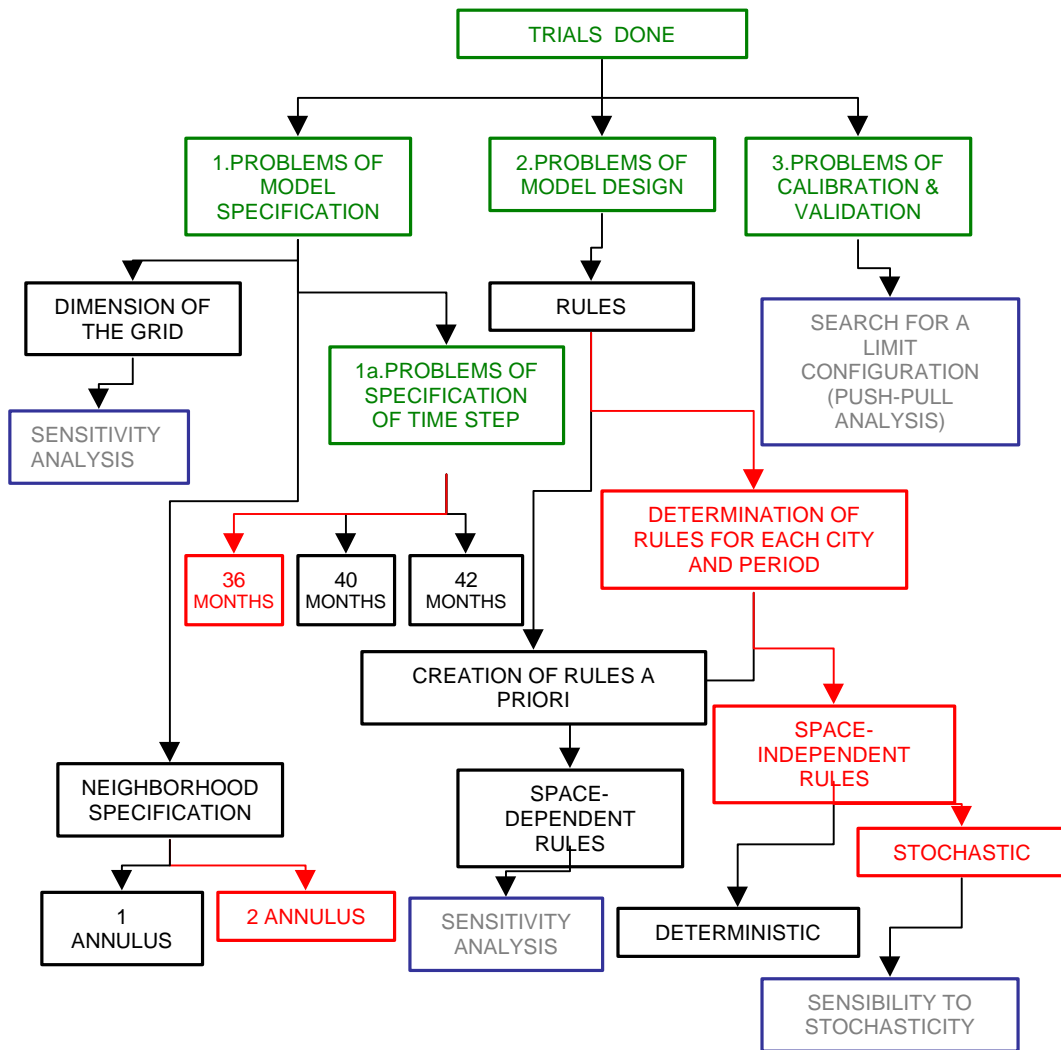 TRIALS DONE
1.PROBLEMS OF
MODEL
SPECIFICATION
2.PROBLEMS OF
MODEL DESIGN
3.PROBLEMS OF
CALIBRATION &
VALIDATION
DIMENSION OF
THE GRID
RULES
SEARCH FOR A
LIMIT
CONFIGURATION
(PUSH-PULL
ANALYSIS)
1a.PROBLEMS OF
SPECIFICATION
OF TIME STEP
SENSITIVITY
ANALYSIS
DETERMINATION OF
RULES FOR EACH CITY
AND PERIOD
36
MONTHS
40
MONTHS
42
MONTHS
CREATION OF RULES A
PRIORI
SPACE-
INDEPENDENT
RULES
NEIGHBORHOOD
SPECIFICATION
SPACE-
DEPENDENT
RULES
STOCHASTIC
1
ANNULUS
2 ANNULUS
SENSITIVITY
ANALYSIS
DETERMINISTIC
SENSIBILITY TO
STOCHASTICITY